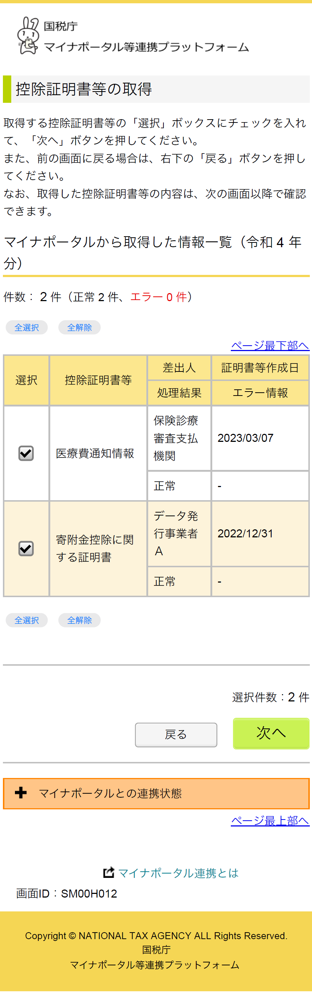 国税庁
マイナポータル等連携プラットフォーム
控除証明書等の取得
取得する控除証明書等の「選択」ボックスにチェックを入れ
て、「次へ」ボタンを押してください。
また、前の画面に戻る場合は、右下の「戻る」ボタンを押し
てください。
なお、取得した控除証明書等の内容は、次の画面以降で確認
できます。
マイナポータルから取得した情報一覧（令和 4 年
分）
件数： 2 件（正常 2 件、エラー 0 件）
全選択 全解除
ページ最下部へ
選択 控除証明書等 差出人 証明書等作成日
処理結果 エラー情報
医療費通知情報
保険診療
審査支払
機関
2023/03/07
正常 -
寄附金控除に関
する証明書
データ発
行事業者
A
2022/12/31
正常 -
全選択 全解除
選択件数：2 件
戻る 次へ
マイナポータルとの連携状態
ページ最上部へ
マイナポータル連携とは
画面ID：SM00H012
Copyright © NATIONAL TAX AGENCY ALL Rights Reserved.
国税庁
マイナポータル等連携プラットフォーム